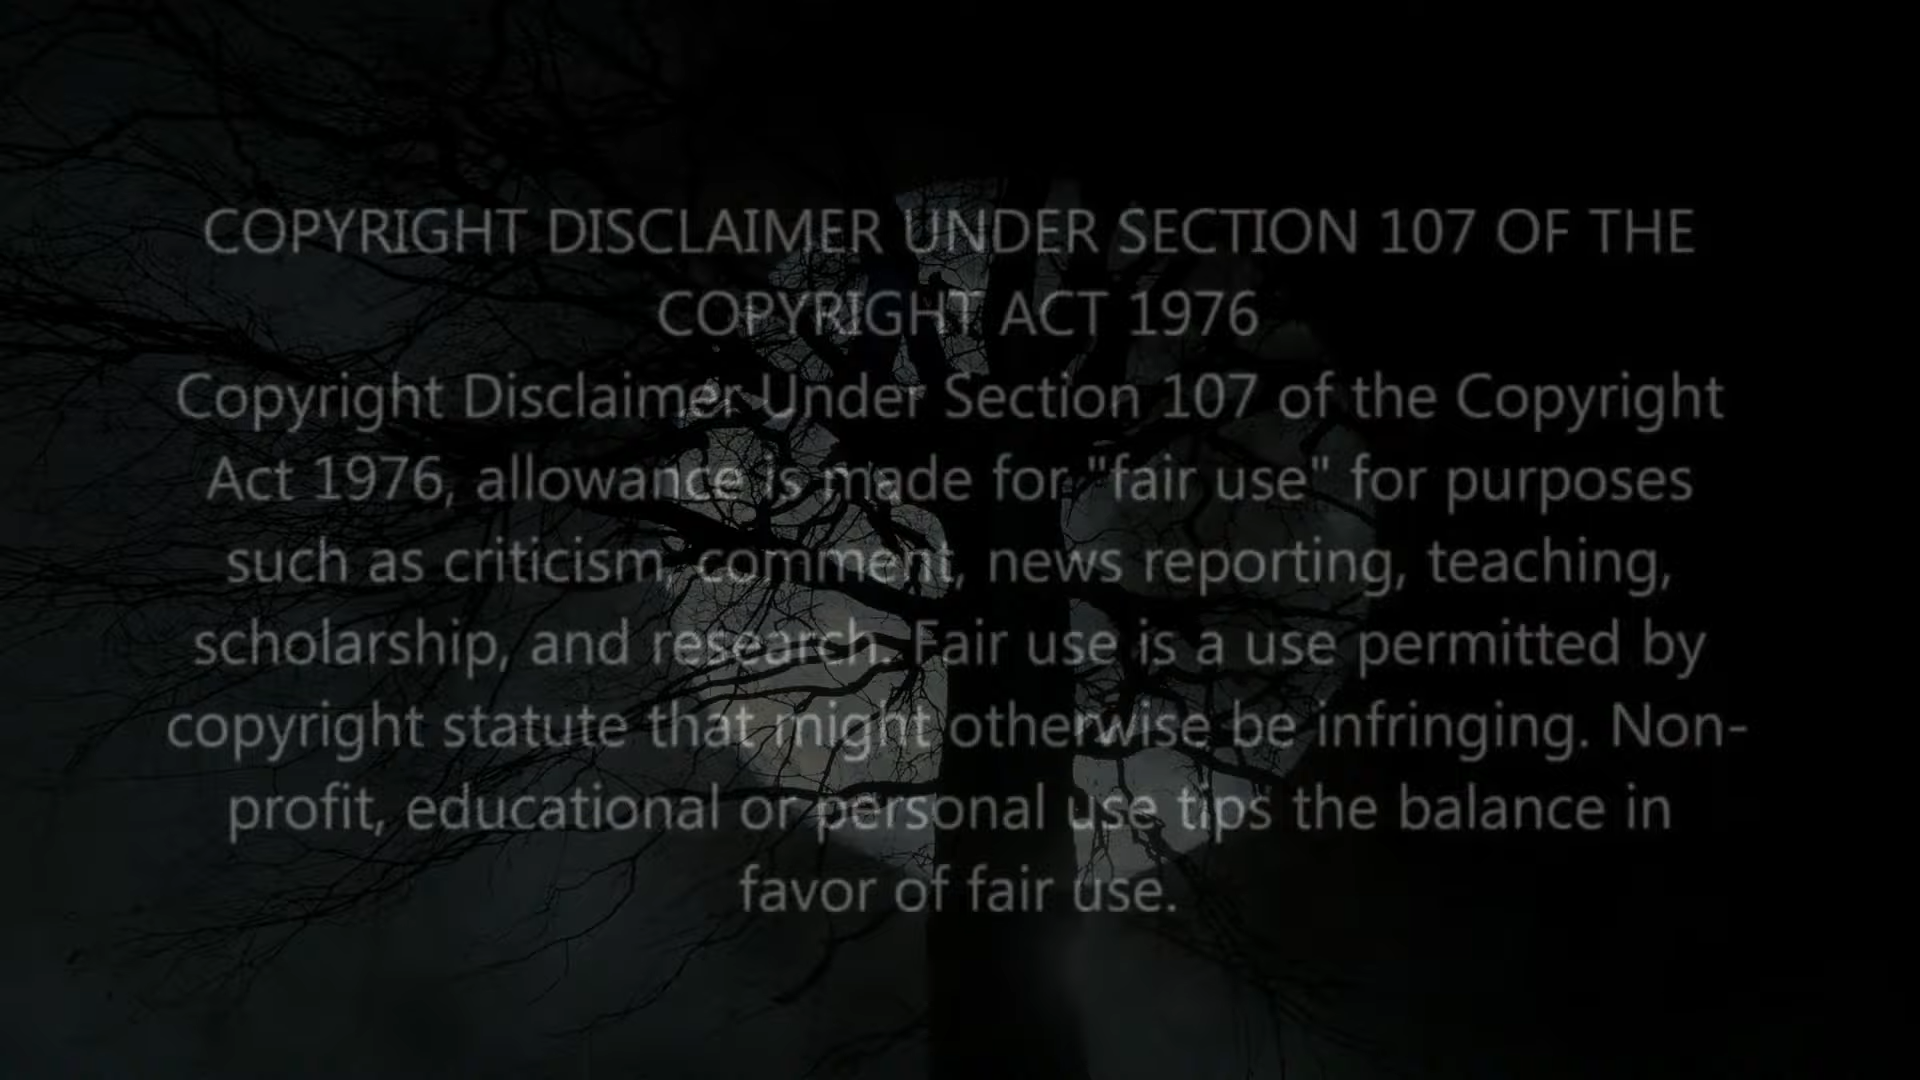 COPYRIGHT DISCLAIMER UNDER SECTION 107 OF THE
COPYRIGHT ACT 1976
Copyright Disclaimer Under Section 107 of the Copyright
Act 1976, allowance is made for "fair use" for purposes
such as criticism, comment, news reporting, teaching,
scholarship, and research. Fair use is a use permitted by
copyright statute that might otherwise be infringing. Non-
profit, educational or personal use tips the balance in
favor of fair use.